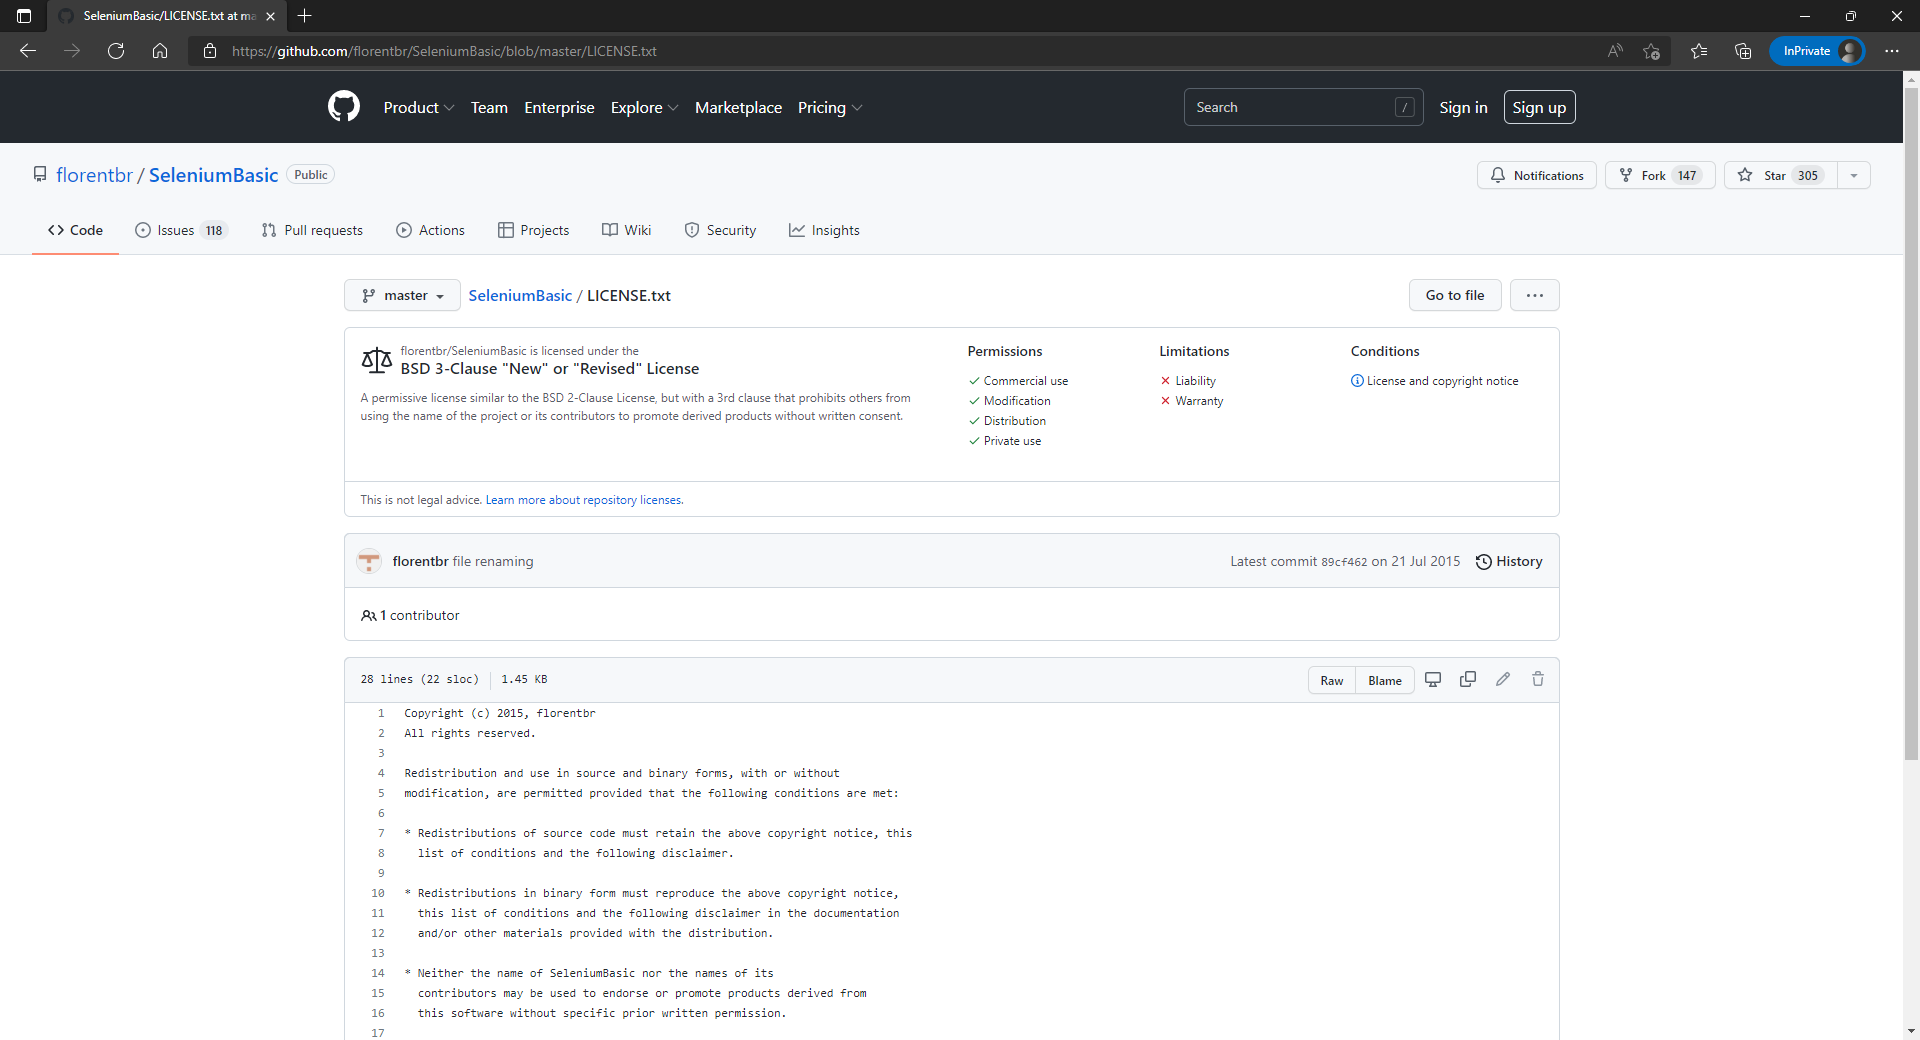 SeleniumBasic/LICENSE.txt at ma
https://github.com/florentbr/SeleniumBasic/blob/master/LICENSE.txt
InPrivate
Product Team Enterprise Explore Marketplace Pricing
Search /
Sign in Sign up
florentbr / SeleniumBasic Public
Notifications Fork 147 Star 305
Code Issues 118 Pull requests Actions Projects Wiki Security Insights
master SeleniumBasic / LICENSE.txt
Go to file ...
florentbr/SeleniumBasic is licensed under the
BSD 3-Clause "New" or "Revised" License
A permissive license similar to the BSD 2-Clause License, but with a 3rd clause that prohibits others from
using the name of the project or its contributors to promote derived products without written consent.
Permissions
Commercial use
Modification
Distribution
Private use
Limitations
Liability
Warranty
Conditions
License and copyright notice
This is not legal advice. Learn more about repository licenses.
florentbr file renaming
Latest commit 89cf462 on 21 Jul 2015 History
1 contributor
28 lines (22 sloc) 1.45 KB
Raw Blame
1 Copyright (c) 2015, florentbr
2 All rights reserved.
3
4 Redistribution and use in source and binary forms, with or without
5 modification, are permitted provided that the following conditions are met:
6
7 * Redistributions of source code must retain the above copyright notice, this
8 list of conditions and the following disclaimer.
9
10 * Redistributions in binary form must reproduce the above copyright notice,
11 this list of conditions and the following disclaimer in the documentation
12 and/or other materials provided with the distribution.
13
14 * Neither the name of SeleniumBasic nor the names of its
15 contributors may be used to endorse or promote products derived from
16 this software without specific prior written permission.
17